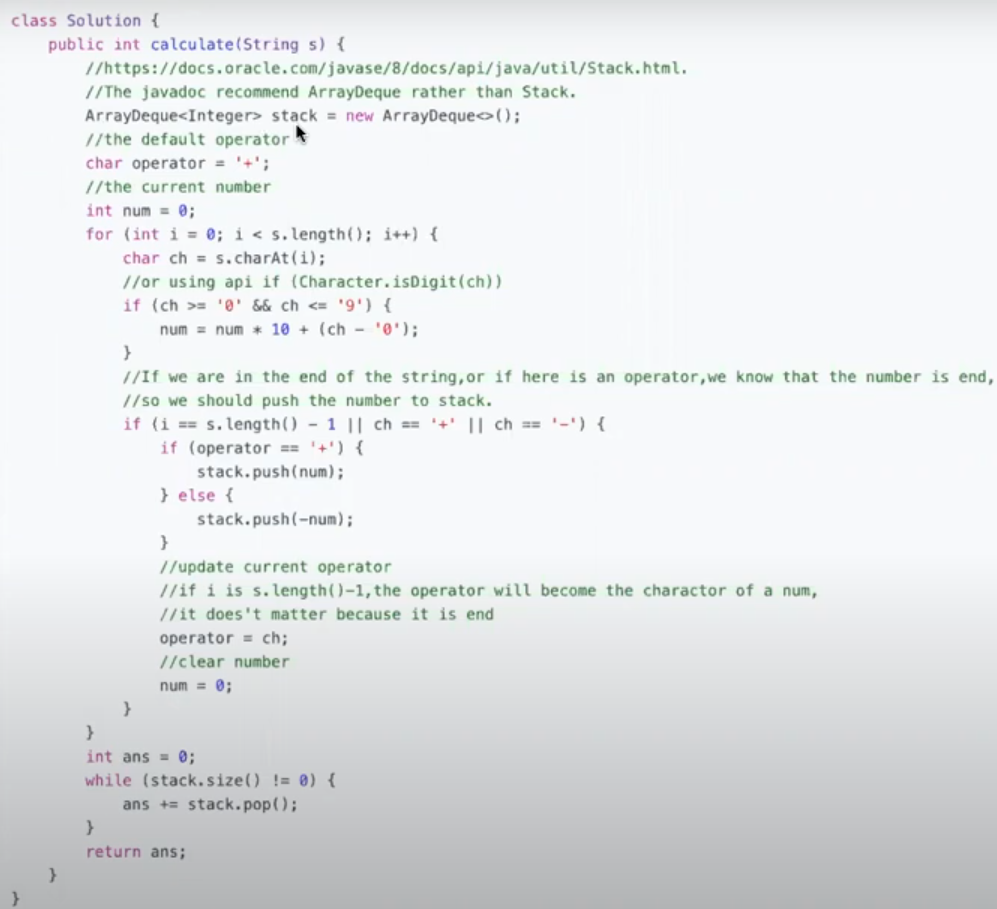 class Solution {
    public int calculate(String s) {
        //https://docs.oracle.com/javase/8/docs/api/java/util/Stack.html.
        //The javadoc recommend ArrayDeque rather than Stack.
        ArrayDeque<Integer> stack = new ArrayDeque<>();
        //the default operator
        char operator = '+';
        //the current number
        int num = 0;
        for (int i = 0; i < s.length(); i++) {
            char ch = s.charAt(i);
            //or using api if (Character.isDigit(ch))
            if (ch >= '0' && ch <= '9') {
                num = num * 10 + (ch - '0');
            }
            //If we are in the end of the string,or if here is an operator,we know that the number is end,
            //so we should push the number to stack.
            if (i == s.length() - 1 || ch == '+' || ch == '-') {
                if (operator == '+') {
                    stack.push(num);
                } else {
                    stack.push(-num);
                }
                //update current operator
                //if i is s.length()-1,the operator will become the charactor of a num,
                //it does't matter because it is end
                operator = ch;
                //clear number
                num = 0;
            }
        }
        int ans = 0;
        while (stack.size() != 0) {
            ans += stack.pop();
        }
        return ans;
    }
}